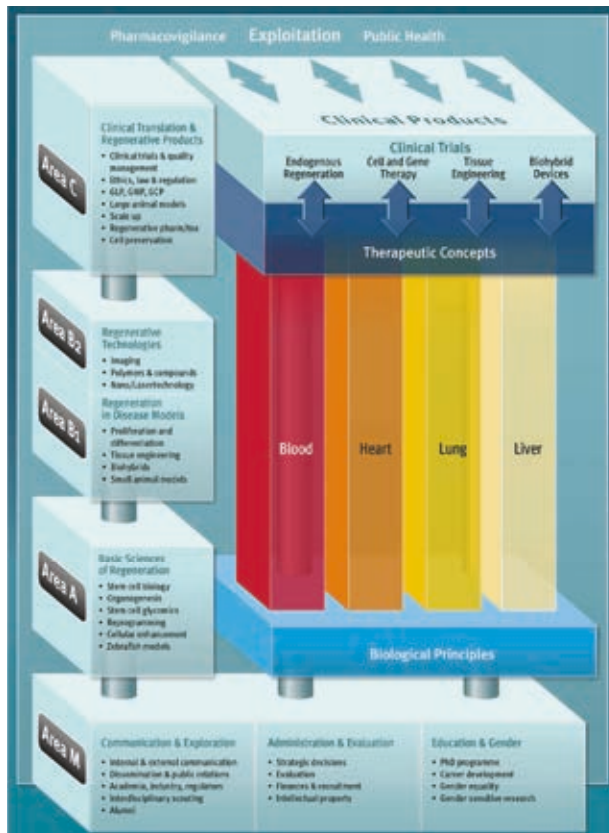 Pharmacovigilance Exploitation Public Health
Clinical Products
Clinical Trials
Endogenous
Regeneration
Cell and Gene
Therapy
Tissue
Engineering
Biohybrid
Devices
Therapeutic Concepts
Area C
Clinical Translation &
Regenerative Products
• Clinical trials & quality
management
• Ethics, law & regulation
• GLP, GMP, GCP
• Large animal models
• Scale up
• Regenerative
• Cell preservation
Area B2
Regenerative
Technologies
• Imaging
• Polymers & compounds
• Nano/Lasertechnology
Area B1
Regeneration
in Disease Models
• Proliferation and
differentiation
• Tissue engineering
• Biohybrids
• Small animal models
Blood
Heart
Lung
Liver
Area A
Basic Sciences
of Regeneration
• Stem cell biology
• Organogenesis
• Stem cell glycomics
• Reprogramming
• Cellular enhancement
• Zebrafish models
Biological Principles
Area M
Communication & Exploration
• Internal & external communication
• Dissemination & public relations
• Academia, industry, regulators
• Interdisciplinary scouting
• Alumni
Administration & Evaluation
• Strategic decisions
• Evaluation
• Finances & recruitment
• Intellectual property
Education & Gender
• PhD programme
• Career development
• Gender equality
• Gender sensitive research